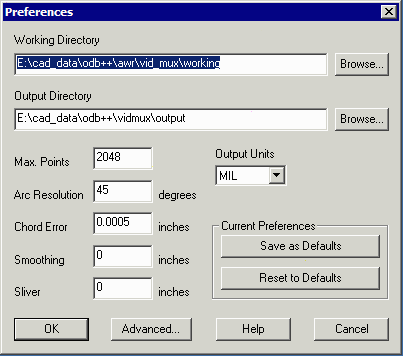 Preferences
Working Directory
E:\cad_data\odb++\awr\vid_mux\working Browse...
Output Directory
E:\cad_data\odb++\vidmux\output Browse...
Max. Points 2048
Output Units
MIL
Arc Resolution 45 degrees
Chord Error 0.0005 inches
Smoothing 0 inches
Sliver 0 inches
Current Preferences
Save as Defaults
Reset to Defaults
OK Advanced... Help Cancel